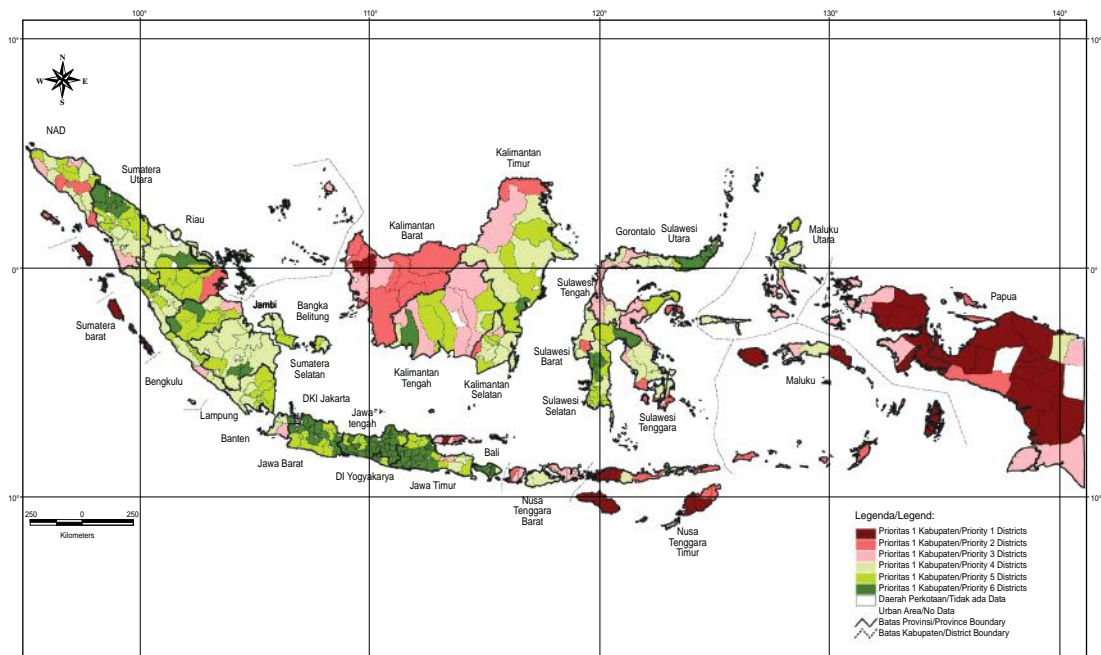 100° 110° 120° 130° 140°
10° 10°
N
W E
S
NAD
Sumatera
Utara
Riau
Kalimantan
Timur
Kalimantan
Barat
Gorontalo
Sulawesi
Utara
Maluku
Utara
0° 0°
Sulawesi
Tengah
Papua
Jambi
Bangka
Belitung
Sumatera
barat
Sumatera
Selatan
Sulawesi
Barat
Maluku
Bengkulu
Kalimantan
Tengah
Kalimantan
Selatan
Sulawesi
Selatan
Sulawesi
Tenggara
Lampung
DKI Jakarta
Jawa
tengah
Banten
Bali
Jawa Barat
DI Yogyakarya
Jawa Timur
10° 10°
Nusa
Tenggara
Barat
Nusa
Tenggara
Timur
250 0 250
Kilometers
Legenda/Legend:
Prioritas 1 Kabupaten/Priority 1 Districts
Prioritas 1 Kabupaten/Priority 2 Districts
Prioritas 1 Kabupaten/Priority 3 Districts
Prioritas 1 Kabupaten/Priority 4 Districts
Prioritas 1 Kabupaten/Priority 5 Districts
Prioritas 1 Kabupaten/Priority 6 Districts
Daerah Perkotaan/Tidak ada Data
Urban Area/No Data
Batas Provinsi/Province Boundary
Batas Kabupaten/District Boundary